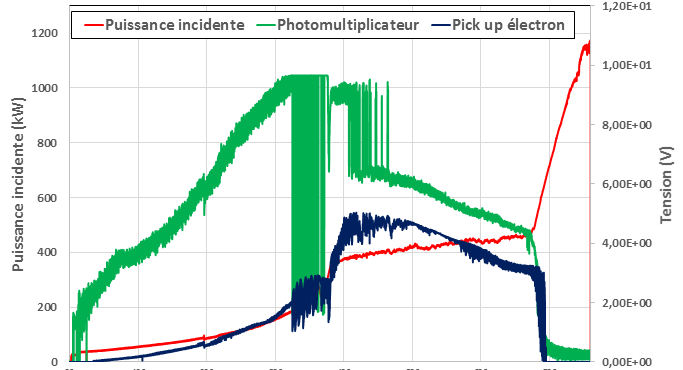 Puissance incidente Photomultiplicateur Pick up électron
Puissance incidente (kW)
1200
1000
800
600
400
200
0
1,20E+01
1,00E+01
8,00E+00
6,00E+00
4,00E+00
2,00E+00
0,00E+00
Tension (V)